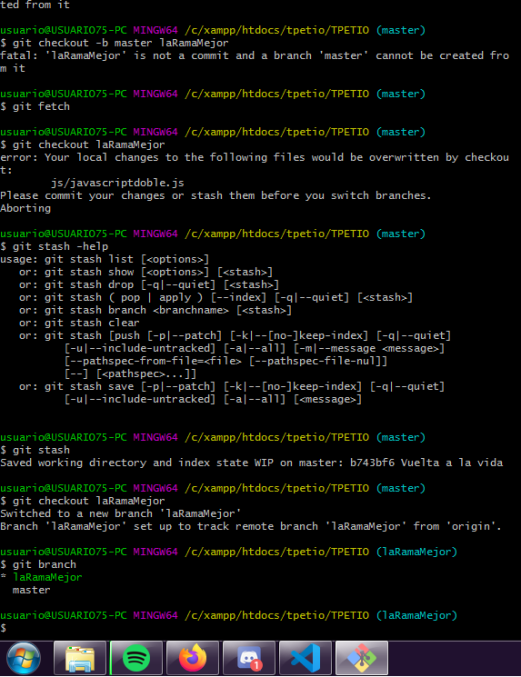 ted from it
usuario@USUARIO75-PC MINGW64 /c/xampp/htdocs/tpetio/TPETIO (master)
$ git checkout -b master laRamaMejor
fatal: 'laRamaMejor' is not a commit and a branch 'master' cannot be created fro
m it
usuario@USUARIO75-PC MINGW64 /c/xampp/htdocs/tpetio/TPETIO (master)
$ git fetch
usuario@USUARIO75-PC MINGW64 /c/xampp/htdocs/tpetio/TPETIO (master)
$ git checkout laRamaMejor
error: Your local changes to the following files would be overwritten by checkou
t:
        js/javascriptdoble.js
Please commit your changes or stash them before you switch branches.
Aborting
usuario@USUARIO75-PC MINGW64 /c/xampp/htdocs/tpetio/TPETIO (master)
$ git stash -help
usage: git stash list [<options>]
   or: git stash show [<options>] [<stash>]
   or: git stash drop [-q|--quiet] [<stash>]
   or: git stash ( pop | apply ) [--index] [-q|--quiet] [<stash>]
   or: git stash branch <branchname> [<stash>]
   or: git stash clear
   or: git stash [push [-p|--patch] [-k|--[no-]keep-index] [-q|--quiet]
          [-u|--include-untracked] [-a|--all] [-m|--message <message>]
          [--pathspec-from-file=<file> [--pathspec-file-nul]]
          [--] [<pathspec>...]]
   or: git stash save [-p|--patch] [-k|--[no-]keep-index] [-q|--quiet]
          [-u|--include-untracked] [-a|--all] [<message>]
usuario@USUARIO75-PC MINGW64 /c/xampp/htdocs/tpetio/TPETIO (master)
$ git stash
Saved working directory and index state WIP on master: b743bf6 Vuelta a la vida
usuario@USUARIO75-PC MINGW64 /c/xampp/htdocs/tpetio/TPETIO (master)
$ git checkout laRamaMejor
Switched to a new branch 'laRamaMejor'
Branch 'laRamaMejor' set up to track remote branch 'laRamaMejor' from 'origin'.
usuario@USUARIO75-PC MINGW64 /c/xampp/htdocs/tpetio/TPETIO (laRamaMejor)
$ git branch
* laRamaMejor
  master
usuario@USUARIO75-PC MINGW64 /c/xampp/htdocs/tpetio/TPETIO (laRamaMejor)
$
1